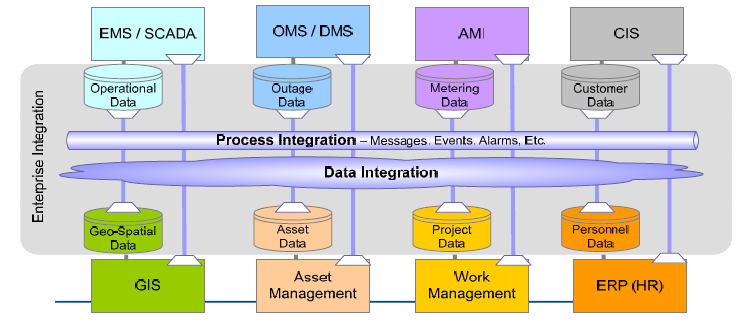 EMS / SCADA
OMS / DMS
AMI
CIS
Operational
Data
Outage
Data
Metering
Data
Customer
Data
Enterprise Integration
Process Integration – Messages, Events, Alarms, Etc.
Data Integration
Geo-Spatial
Data
Asset
Data
Project
Data
Personnell
Data
GIS
Asset
Management
Work
Management
ERP (HR)